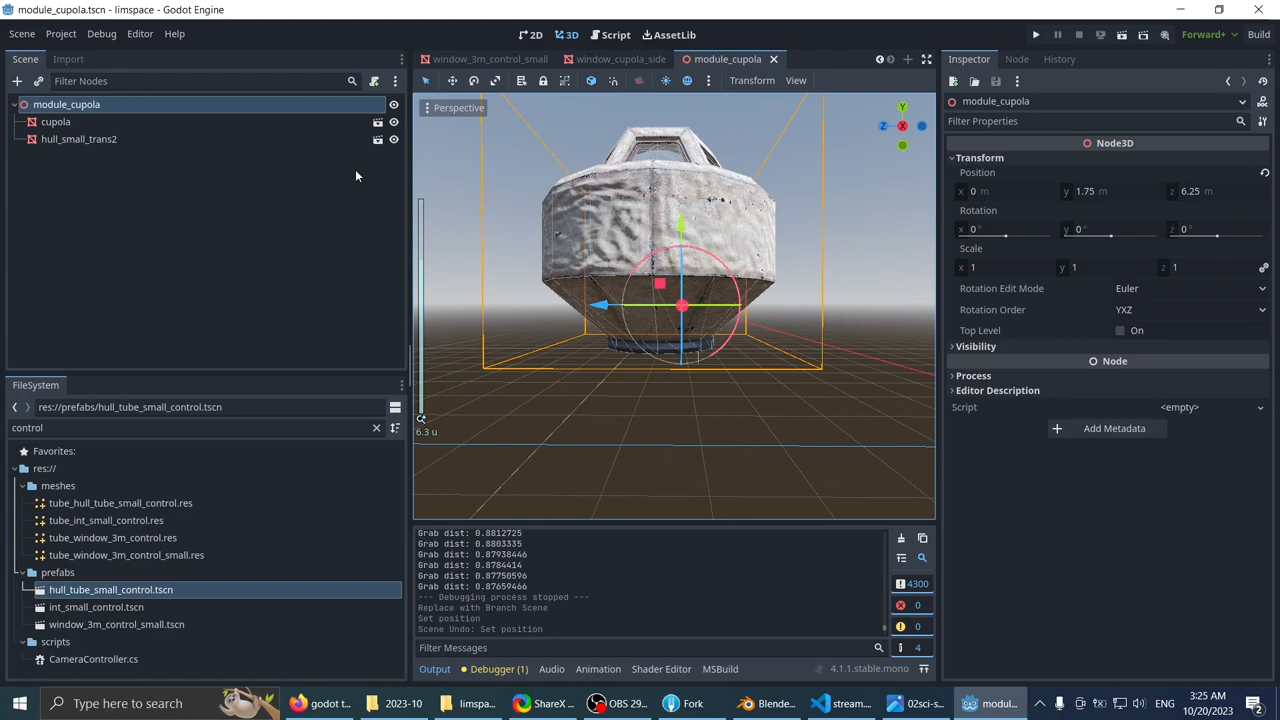 module_cupola.tscn - limspace - Godot Engine
Scene Project Debug Editor Help
2D 3D Script AssetLib
Forward+ Build
Scene Import
window_3m_control_small window_cupola_side module_cupola
Inspector Node History
Filter Nodes
Transform View
module_cupola
cupola
hull_small_trans2
Perspective
Y
Z X
6.3 u
module_cupola
Filter Properties
Node3D
Transform
Position
x 0 m y 1.75 m z 6.25 m
Rotation
x 0° y 0° z 0°
Scale
x 1 y 1 z 1
Rotation Edit Mode Euler
Rotation Order YXZ
Top Level On
Visibility
Node
Process
Editor Description
Script <empty>
Add Metadata
FileSystem
res://prefabs/hull_tube_small_control.tscn
control
Favorites:
res://
meshes
tube_hull_tube_small_control.res
tube_int_small_control.res
tube_window_3m_control.res
tube_window_3m_control_small.res
prefabs
hull_tube_small_control.tscn
int_small_control.tscn
window_3m_control_small.tscn
scripts
CameraController.cs
Grab dist: 0.8812725
Grab dist: 0.8803335
Grab dist: 0.87938446
Grab dist: 0.8784414
Grab dist: 0.87750596
Grab dist: 0.87659466
--- Debugging process stopped ---
Replace with Branch Scene
Set position
Scene Undo: Set position
4300
0
0
4
Filter Messages
Output Debugger (1) Audio Animation Shader Editor MSBuild
4.1.1.stable.mono
Type here to search
godot t... 2023-10 limspa... ShareX ... OBS 29... Fork Blende... stream... 02sci-s... modul...
ENG
3:25 AM
10/20/2023
2